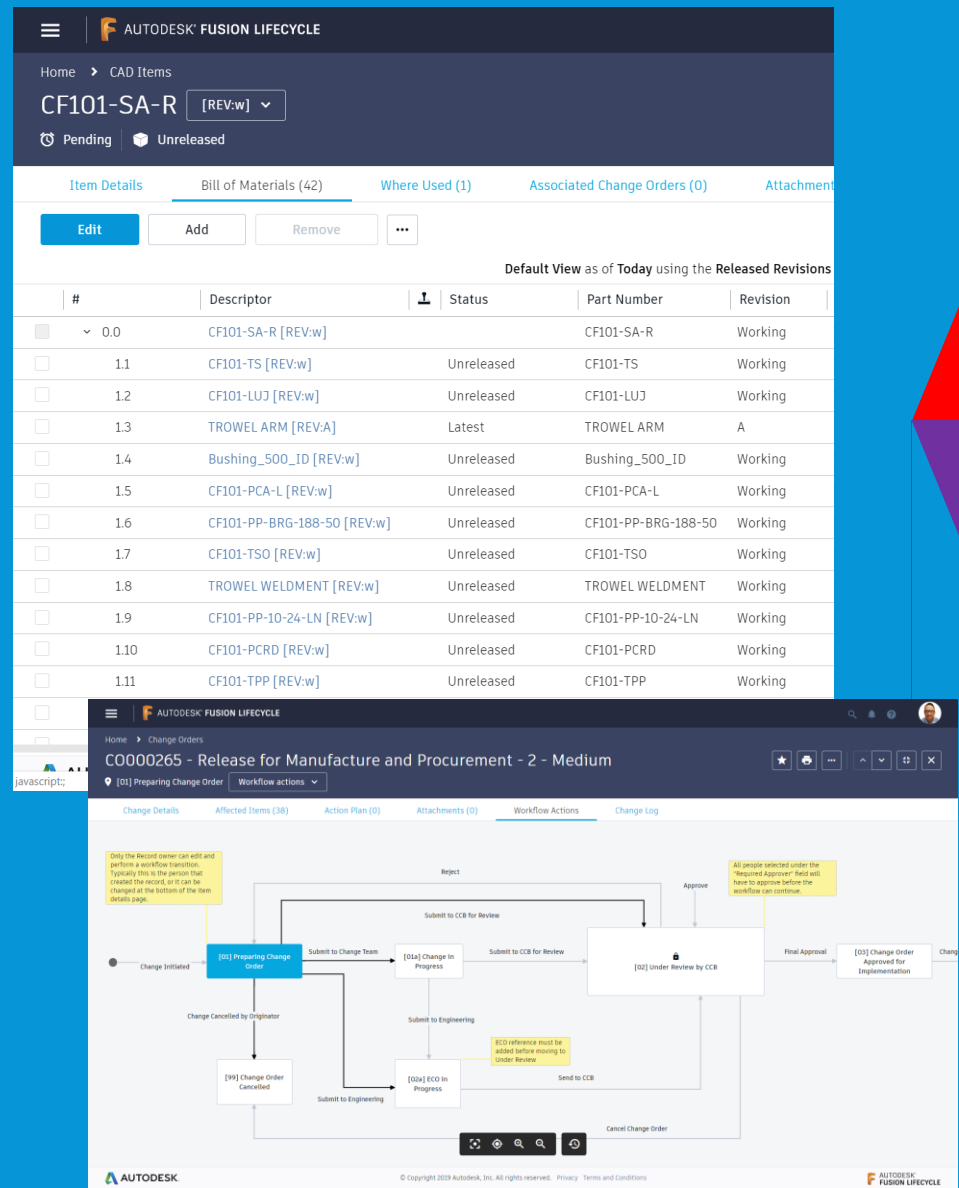 AUTODESK® FUSION LIFECYCLE
Home > CAD Items
CF101-SA-R [REV:w]
Pending Unreleased
Item Details Bill of Materials (42) Where Used (1) Associated Change Orders (0) Attachment
Edit Add Remove ...
Default View as of Today using the Released Revisions
# Descriptor Status Part Number Revision
0.0 CF101-SA-R [REV:w] CF101-SA-R Working
1.1 CF101-TS [REV:w] Unreleased CF101-TS Working
1.2 CF101-LUJ [REV:w] Unreleased CF101-LUJ Working
1.3 TROWEL ARM [REV:A] Latest TROWEL ARM A
1.4 Bushing_500_ID [REV:w] Unreleased Bushing_500_ID Working
1.5 CF101-PCA-L [REV:w] Unreleased CF101-PCA-L Working
1.6 CF101-PP-BRG-188-50 [REV:w] Unreleased CF101-PP-BRG-188-50 Working
1.7 CF101-TSO [REV:w] Unreleased CF101-TSO Working
1.8 TROWEL WELDMENT [REV:w] Unreleased TROWEL WELDMENT Working
1.9 CF101-PP-10-24-LN [REV:w] Unreleased CF101-PP-10-24-LN Working
1.10 CF101-PCRD [REV:w] Unreleased CF101-PCRD Working
1.11 CF101-TPP [REV:w] Unreleased CF101-TPP Working
javascript:;
AUTODESK® FUSION LIFECYCLE
Home > Change Orders
CO000265 - Release for Manufacture and Procurement - 2 - Medium
[01] Preparing Change Order Workflow actions
Change Details Affected Items (38) Action Plan (0) Attachments (0) Workflow Actions Change Log
Only the Record owner can edit and
perform a workflow transition.
Typically this is the person that
created the record, or it can be
changed at the bottom of the item
details page.
All people selected under the
"Required Approver" field will
have to approve before the
workflow can continue.
Reject
Approve
Submit to CCB for Review
Change Initiated
[01] Preparing Change
Order
Submit to Change Team
[01a] Change In
Progress
Submit to CCB for Review
[02] Under Review by CCB
Final Approval
[03] Change Order
Approved for
Implementation
Chang
Change Cancelled by Originator
Submit to Engineering
ECO reference must be
added before moving to
Under Review
[99] Change Order
Cancelled
[02a] ECO In
Progress
Send to CCB
Submit to Engineering
Cancel Change Order
AUTODESK.
© Copyright 2019 Autodesk, Inc. All rights reserved. Privacy Terms and Conditions
AUTODESK®
FUSION LIFECYCLE